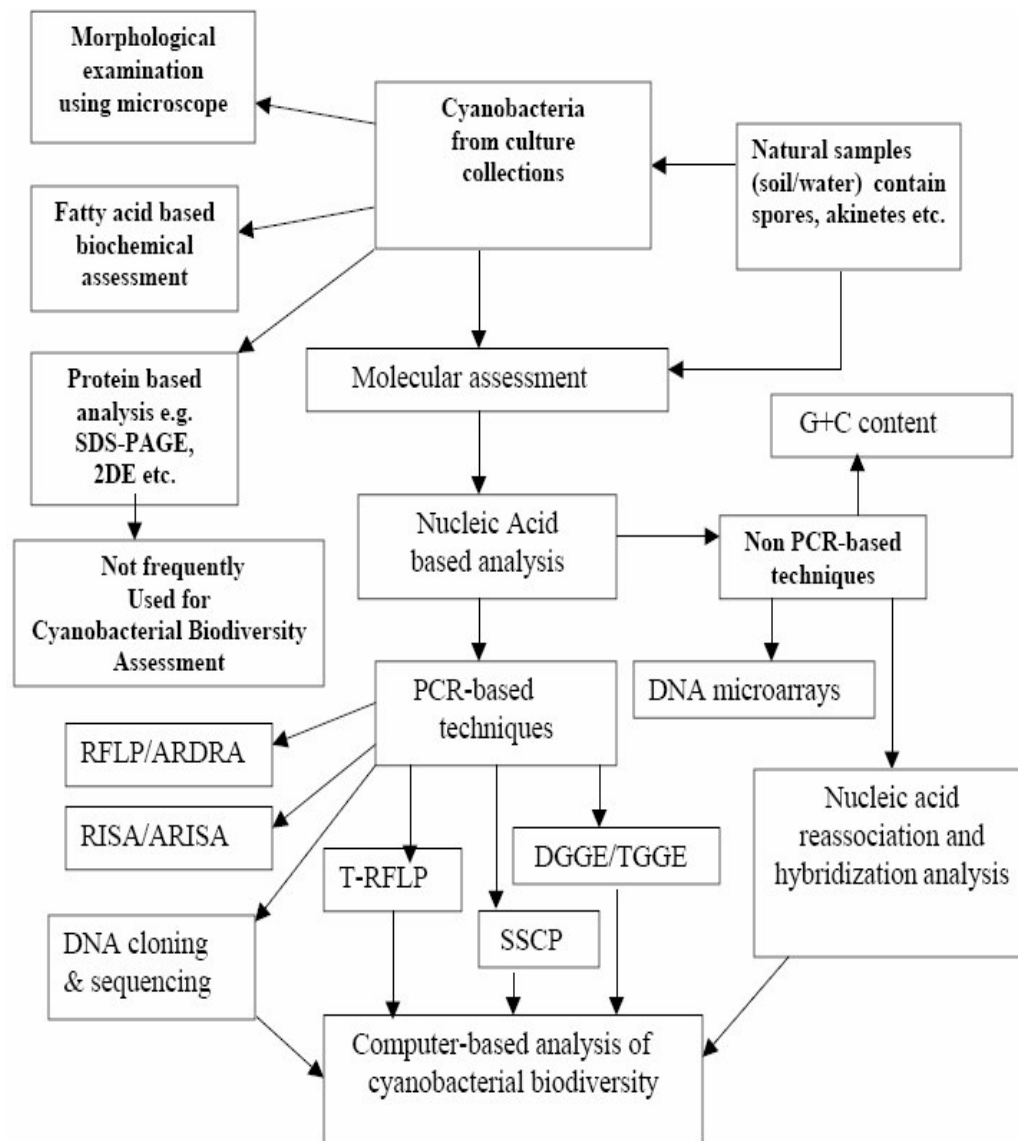 Morphological
examination
using microscope
Cyanobacteria
from culture
collections
Natural samples
(soil/water) contain
spores, akinetes etc.
Fatty acid based
biochemical
assessment
Protein based
analysis e.g.
SDS-PAGE,
2DE etc.
Molecular assessment
G+C content
Nucleic Acid
based analysis
Non PCR-based
techniques
Not frequently
Used for
Cyanobacterial Biodiversity
Assessment
PCR-based
techniques
DNA microarrays
RFLP/ARDRA
RISA/ARISA
T-RFLP
DGGE/TGGE
Nucleic acid
reassociation and
hybridization analysis
DNA cloning
& sequencing
SSCP
Computer-based analysis of
cyanobacterial biodiversity